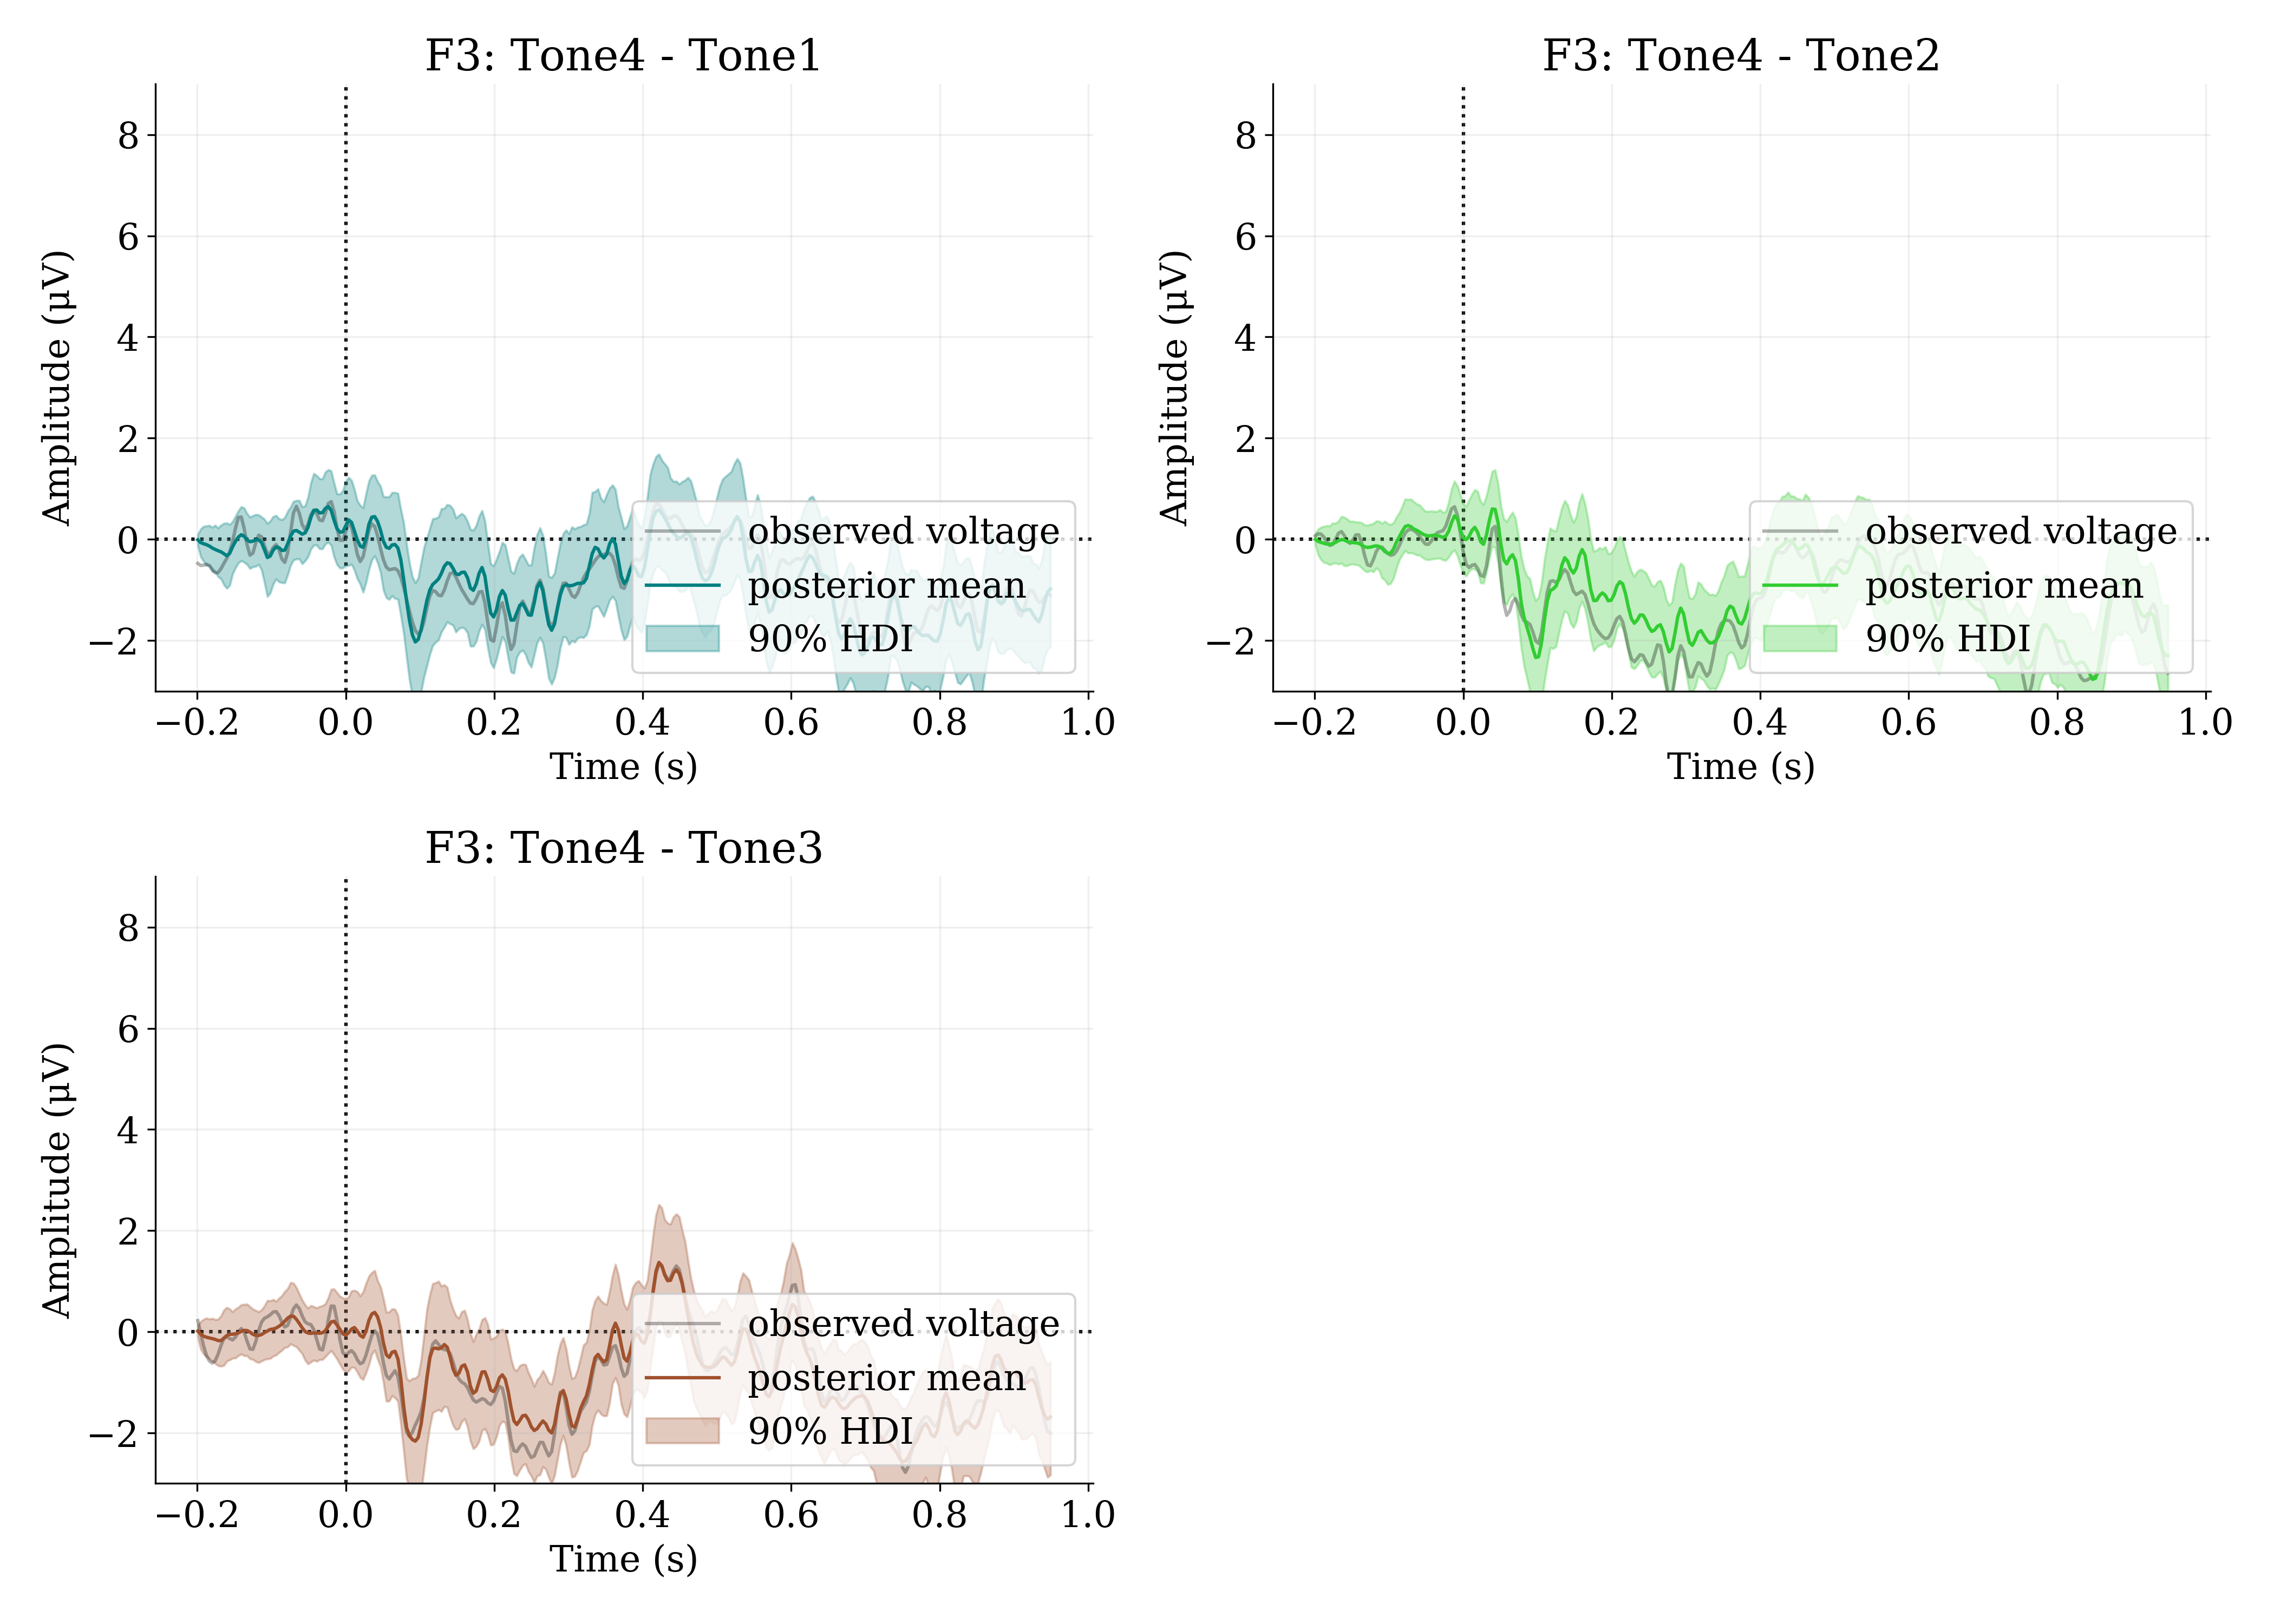 F3: Tone4 - Tone1
Amplitude (µV)
8
6
4
2
0
−2
observed voltage
posterior mean
90% HDI
−0.2 0.0 0.2 0.4 0.6 0.8 1.0
Time (s)
F3: Tone4 - Tone2
Amplitude (µV)
8
6
4
2
0
−2
observed voltage
posterior mean
90% HDI
−0.2 0.0 0.2 0.4 0.6 0.8 1.0
Time (s)
F3: Tone4 - Tone3
Amplitude (µV)
8
6
4
2
0
−2
observed voltage
posterior mean
90% HDI
−0.2 0.0 0.2 0.4 0.6 0.8 1.0
Time (s)